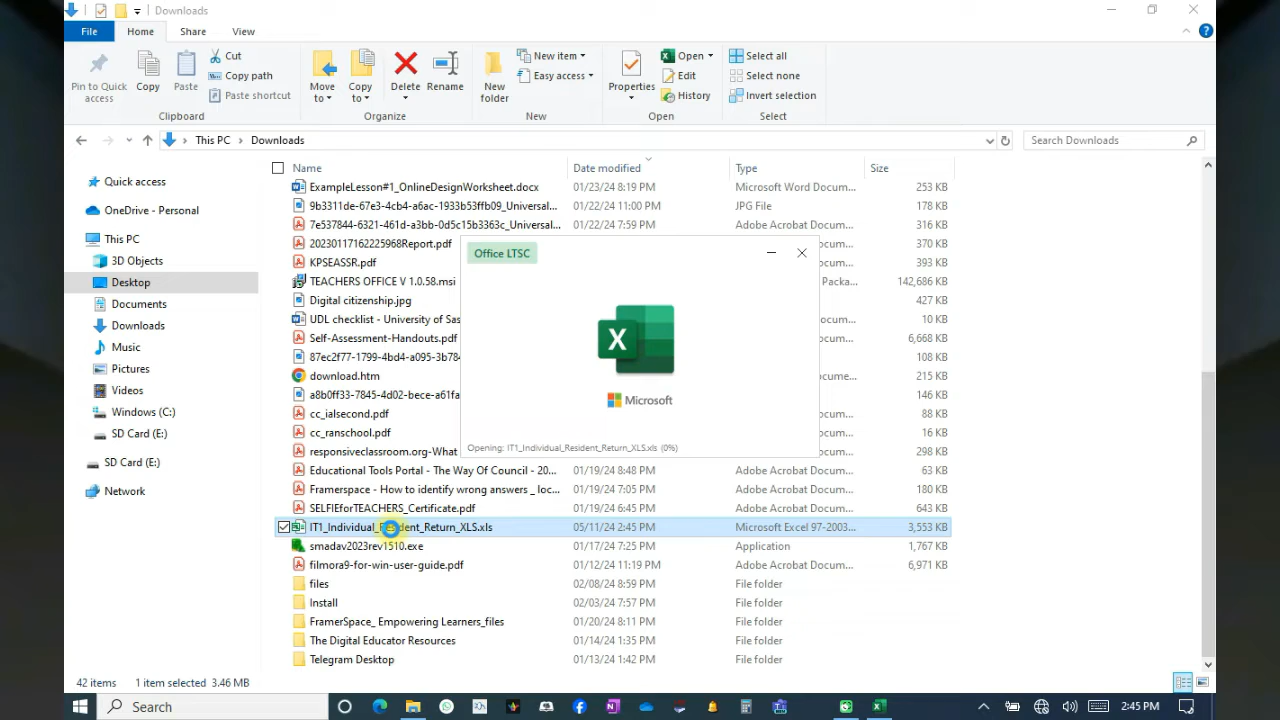 Downloads
File Home Share View
Pin to Quick access
Copy
Paste
Cut
Copy path
Paste shortcut
Clipboard
Move to
Copy to
Delete
Rename
Organize
New folder
New item
Easy access
New
Properties
Open
Edit
History
Open
Select all
Select none
Invert selection
Select
This PC > Downloads
Search Downloads
Quick access
OneDrive - Personal
This PC
3D Objects
Desktop
Documents
Downloads
Music
Pictures
Videos
Windows (C:)
SD Card (E:)
SD Card (E:)
Network
Name Date modified Type Size
ExampleLesson#1_OnlineDesignWorksheet.docx 01/23/24 8:19 PM Microsoft Word Docum... 253 KB
9b3311de-67e3-4cb4-a6ac-1933b53ffb09_Universal... 01/22/24 11:00 PM JPG File 178 KB
7e537844-6321-461d-a3bb-0d5c15b3363c_Universal... 01/22/24 7:59 PM Adobe Acrobat Docum... 316 KB
20230117162225968Report.pdf 370 KB
KPSEASSR.pdf 393 KB
TEACHERS OFFICE V 1.0.58.msi Packa... 142,686 KB
Digital citizenship.jpg 427 KB
UDL checklist - University of Sas 10 KB
Self-Assessment-Handouts.pdf 6,668 KB
87ec2f77-1799-4bd4-a095-3b784 108 KB
download.htm 215 KB
a8b0ff33-7845-4d02-bece-a61fa 146 KB
cc_ialsecond.pdf 88 KB
cc_ranschool.pdf 16 KB
responsiveclassroom.org-What 298 KB
Educational Tools Portal - The Way Of Council - 20... 01/19/24 8:48 PM Adobe Acrobat Docum... 63 KB
Framerspace - How to identify wrong answers _ loc... 01/19/24 7:05 PM Adobe Acrobat Docum... 180 KB
SELFIEforTEACHERS_Certificate.pdf 01/19/24 6:45 PM Adobe Acrobat Docum... 643 KB
IT1_Individual_Resident_Return_XLS.xls 05/11/24 2:45 PM Microsoft Excel 97-2003... 3,553 KB
smadav2023rev1510.exe 01/17/24 7:25 PM Application 1,767 KB
filmora9-for-win-user-guide.pdf 01/12/24 11:19 PM Adobe Acrobat Docum... 6,971 KB
files 02/08/24 8:59 PM File folder
Install 02/03/24 7:57 PM File folder
FramerSpace_ Empowering Learners_files 01/20/24 8:11 PM File folder
The Digital Educator Resources 01/14/24 1:35 PM File folder
Telegram Desktop 01/13/24 1:42 PM File folder
Office LTSC
X
Microsoft
Opening: IT1_Individual_Resident_Return_XLS.xls (0%)
42 items 1 item selected 3.46 MB
Search
2:45 PM